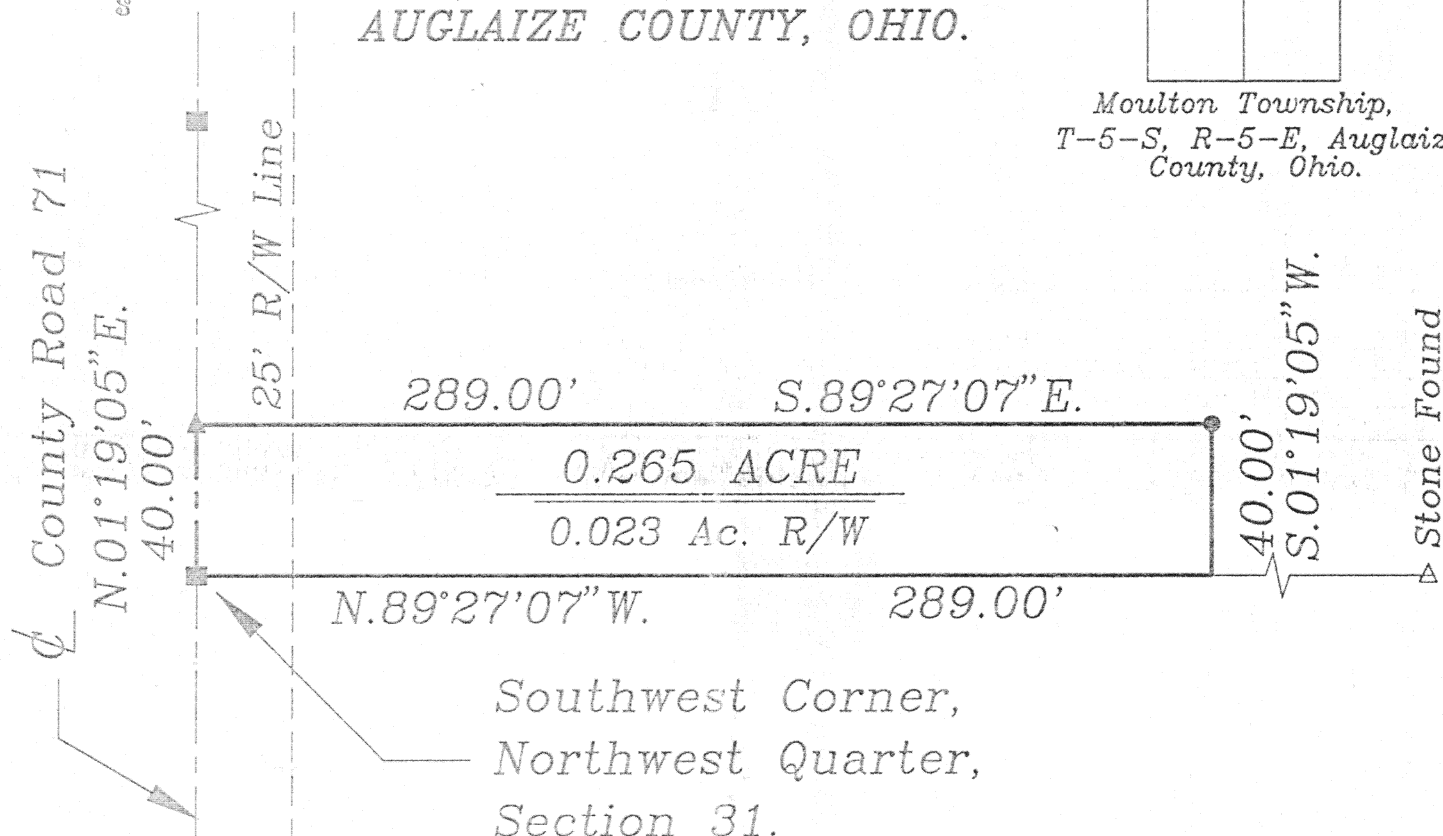 AUGLAIZE COUNTY, OHIO.
Moulton Township,
T-5-S, R-5-E, Auglaiz
County, Ohio.
℄ County Road 71
N.01°19'05"E.
40.00'
25' R/W Line
289.00' S.89°27'07"E.
0.265 ACRE
0.023 Ac. R/W
N.89°27'07"W. 289.00'
40.00'
S.01°19'05"W.
Stone Found
Southwest Corner,
Northwest Quarter,
Section 31.